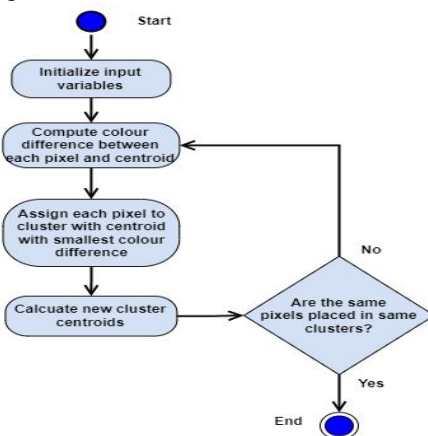 Start
Initialize input
variables
Compute colour
difference between
each pixel and centroid
Assign each pixel to
cluster with centroid
with smallest colour
difference
Calcuate new cluster
centroids
Are the same
pixels placed in same
clusters?
No
Yes
End